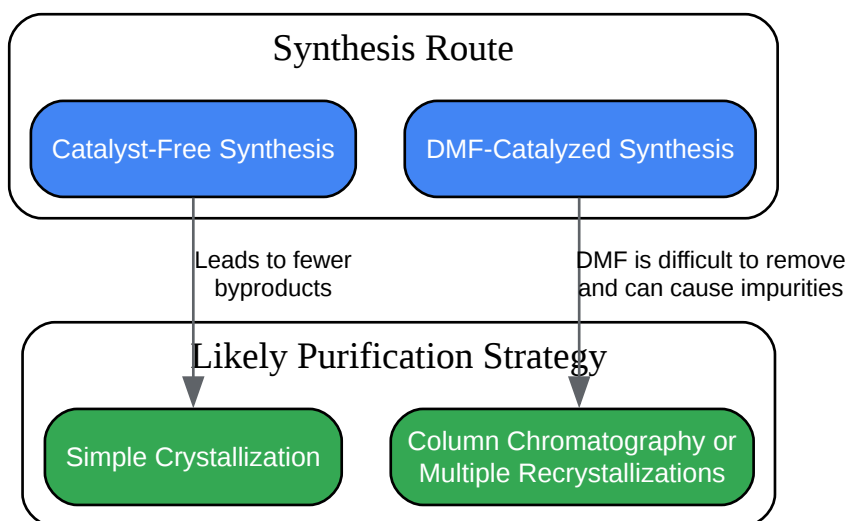 Synthesis Route
Catalyst-Free Synthesis
DMF-Catalyzed Synthesis
Leads to fewer
byproducts
DMF is difficult to remove
and can cause impurities
Likely Purification Strategy
Simple Crystallization
Column Chromatography or
Multiple Recrystallizations